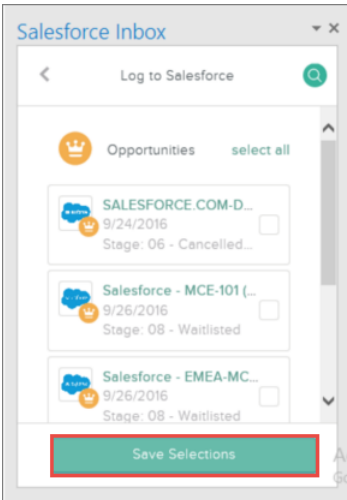 Salesforce Inbox
Log to Salesforce
Opportunities select all
SALESFORCE.COM-D...
9/24/2016
Stage: 06 - Cancelled...
Salesforce - MCE-101 (...
9/26/2016
Stage: 08 - Waitlisted
Salesforce - EMEA-MC...
9/26/2016
Stage: 08 - Waitlisted
Save Selections